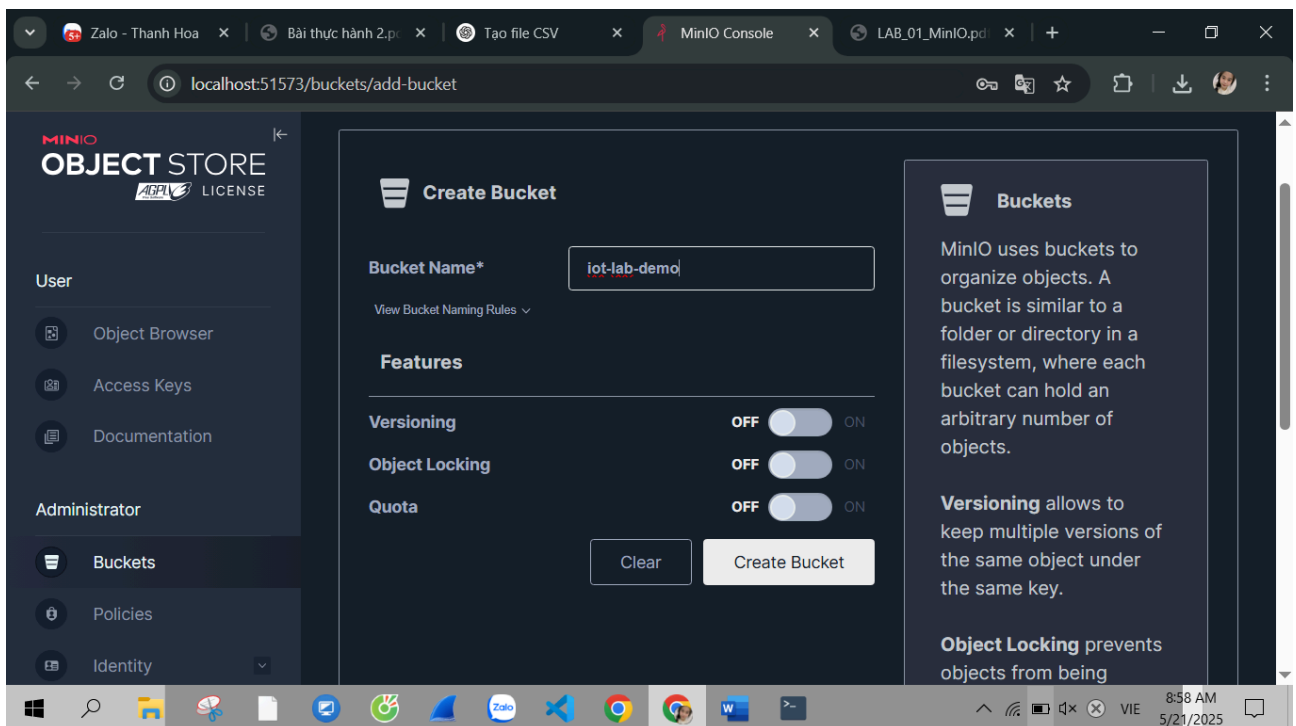 Zalo - Thanh Hoa
Bài thực hành 2.pd
Tạo file CSV
MinIO Console
LAB_01_MinIO.pdf
localhost:51573/buckets/add-bucket
MINIO
OBJECT STORE
AGPLV3 LICENSE
User
Object Browser
Access Keys
Documentation
Administrator
Buckets
Policies
Identity
Create Bucket
Bucket Name*
iot-lab-demo
View Bucket Naming Rules
Features
Versioning OFF ON
Object Locking OFF ON
Quota OFF ON
Clear Create Bucket
Buckets
MinIO uses buckets to
organize objects. A
bucket is similar to a
folder or directory in a
filesystem, where each
bucket can hold an
arbitrary number of
objects.
Versioning allows to
keep multiple versions of
the same object under
the same key.
Object Locking prevents
objects from being
Zalo
VIE
8:58 AM
5/21/2025